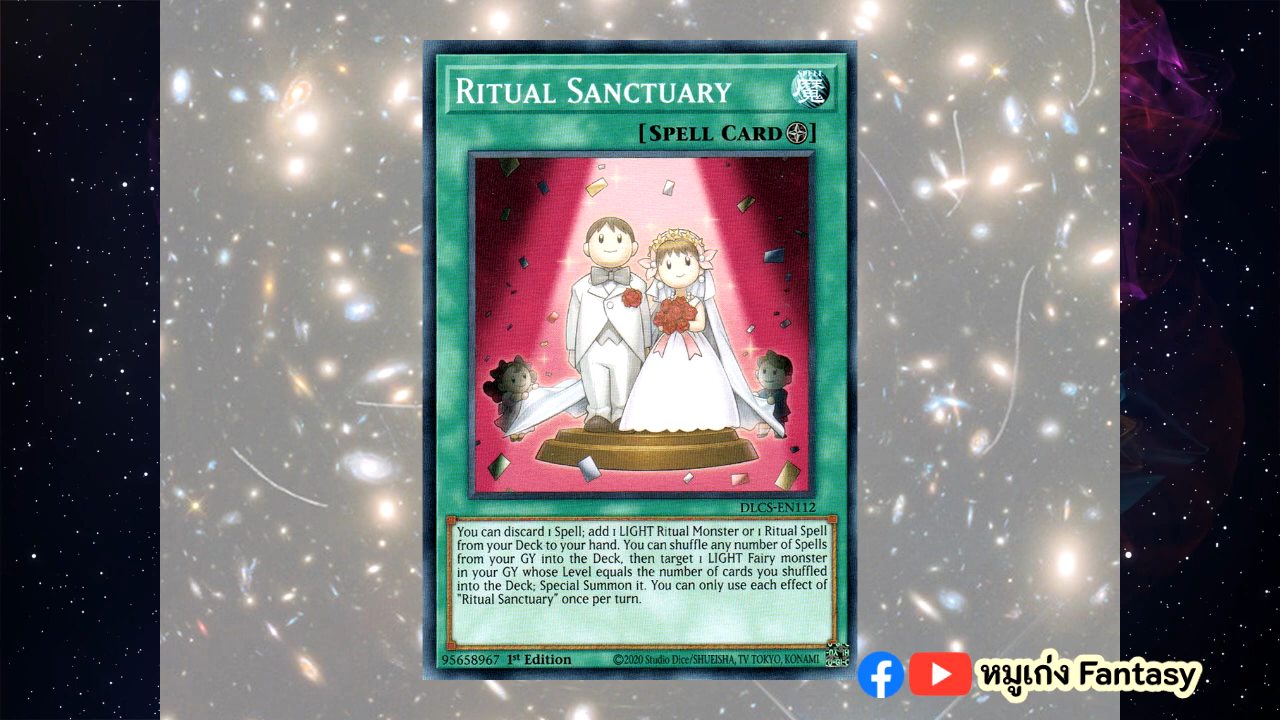 RITUAL SANCTUARY
SPELL
魔
[SPELL CARD]
DLCS-EN112
You can discard 1 Spell; add 1 LIGHT Ritual Monster or 1 Ritual Spell
from your Deck to your hand. You can shuffle any number of Spells
from your GY into the Deck, then target 1 LIGHT Fairy monster
in your GY whose Level equals the number of cards you shuffled
into the Deck; Special Summon it. You can only use each effect of
"Ritual Sanctuary" once per turn.
95658967 1st Edition ©2020 Studio Dice/SHUEISHA, TV TOKYO, KONAMI
หมูเก่ง Fantasy